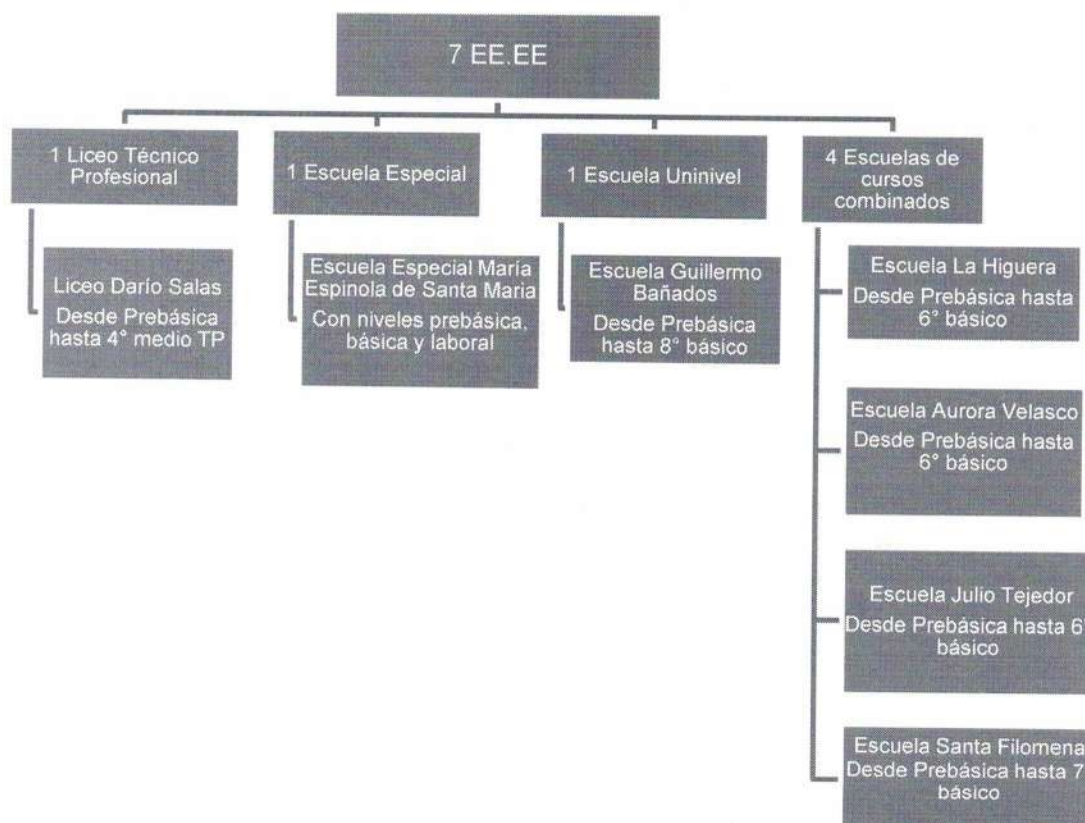 7 EE.EE
1 Liceo Técnico
Profesional
1 Escuela Especial
1 Escuela Uninivel
4 Escuelas de
cursos
combinados
Liceo Darío Salas
Desde Prebásica
hasta 4° medio TP
Escuela Especial María
Espinola de Santa Maria
Con niveles prebásica,
básica y laboral
Escuela Guillermo
Bañados
Desde Prebásica
hasta 8° básico
Escuela La Higuera
Desde Prebásica hasta
6° básico
Escuela Aurora Velasco
Desde Prebásica hasta
6° básico
Escuela Julio Tejedor
Desde Prebásica hasta 6°
básico
Escuela Santa Filomena
Desde Prebásica hasta 7
básico